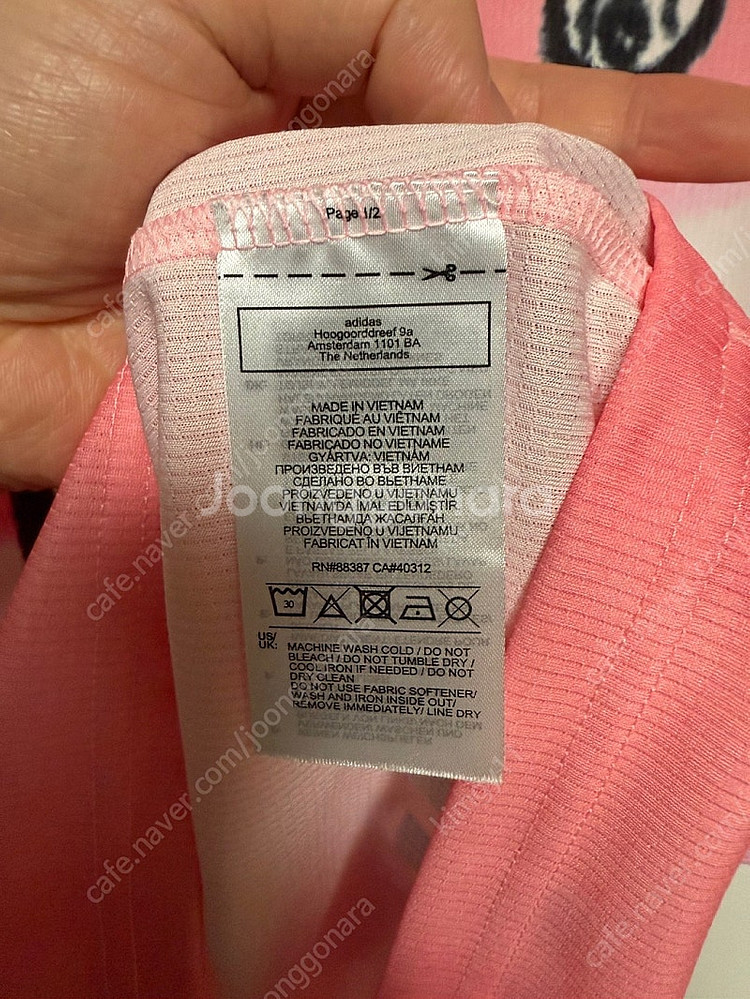 Page 1/2
adidas
Hoogoorddreef 9a
Amsterdam 1101 BA
The Netherlands
MADE IN VIETNAM
FABRIQUÉ AU VIÊTNAM
FABRICADO EN VIETNAM
FABRICADO NO VIETNAME
GYÁRTVA: VIETNÁM
ПРОИЗВЕДЕНО ВЪВ ВИЕТНАМ
СДЕЛАНО ВО ВЬЕТНАМЕ
PROIZVEDENO U VIJETNAMU
VIETNAM'DA İMAL EDİLMİŞTİR
ВЬЕТНАМДА ЖАСАЛҒАН
PROIZVEDENO U VIJETNAMU
FABRICAT ÎN VIETNAM
RN#88387 CA#40312
30
US/
UK:
MACHINE WASH COLD / DO NOT
BLEACH / DO NOT TUMBLE DRY /
COOL IRON IF NEEDED / DO NOT
DRY CLEAN
DO NOT USE FABRIC SOFTENER/
WASH AND IRON INSIDE OUT/
REMOVE IMMEDIATELY/ LINE DRY
cafe.naver.com/joonggonara